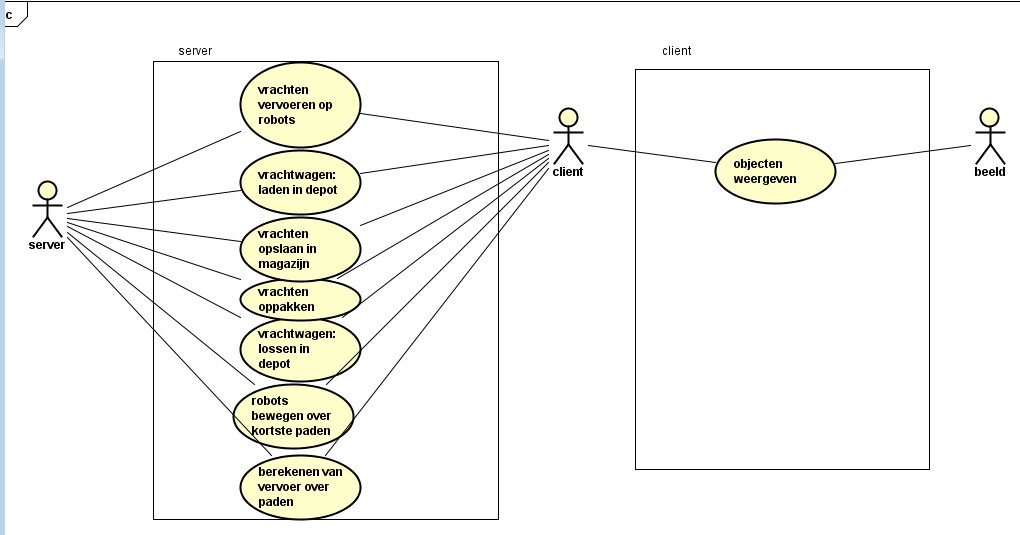 c
server
client
vrachten
vervoeren op
robots
vrachtwagen:
laden in depot
vrachten
opslaan in
magazijn
vrachten
oppakken
vrachtwagen:
lossen in
depot
robots
bewegen over
kortste paden
berekenen van
vervoer over
paden
server
client
objecten
weergeven
beeld